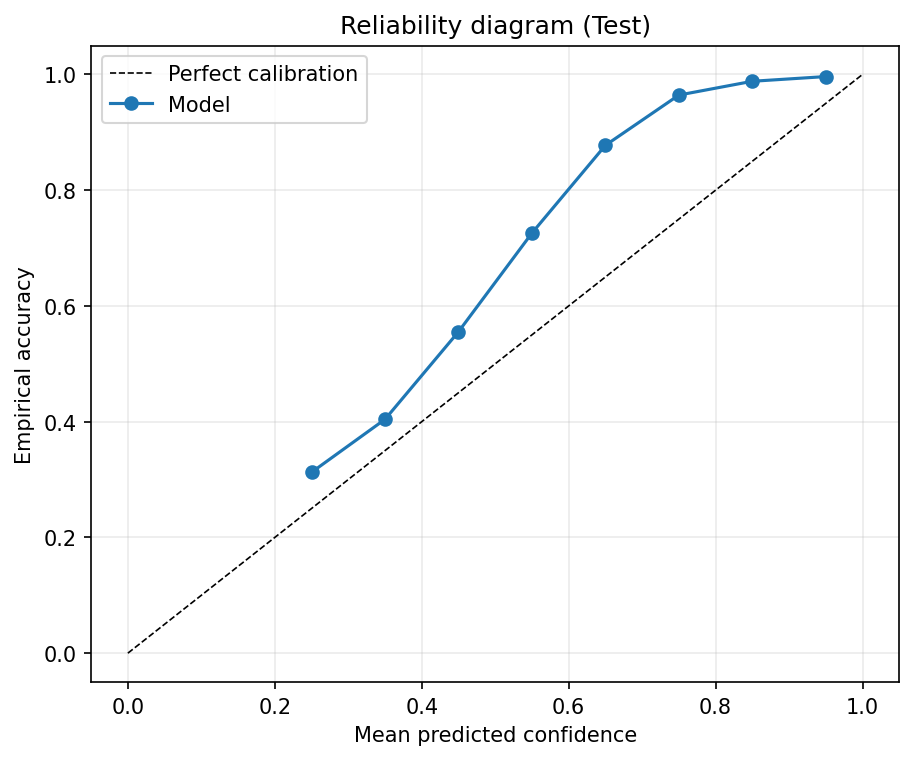 Reliability diagram (Test)
Perfect calibration
Model
1.0
0.8
0.6
0.4
0.2
0.0
Empirical accuracy
0.0 0.2 0.4 0.6 0.8 1.0
Mean predicted confidence